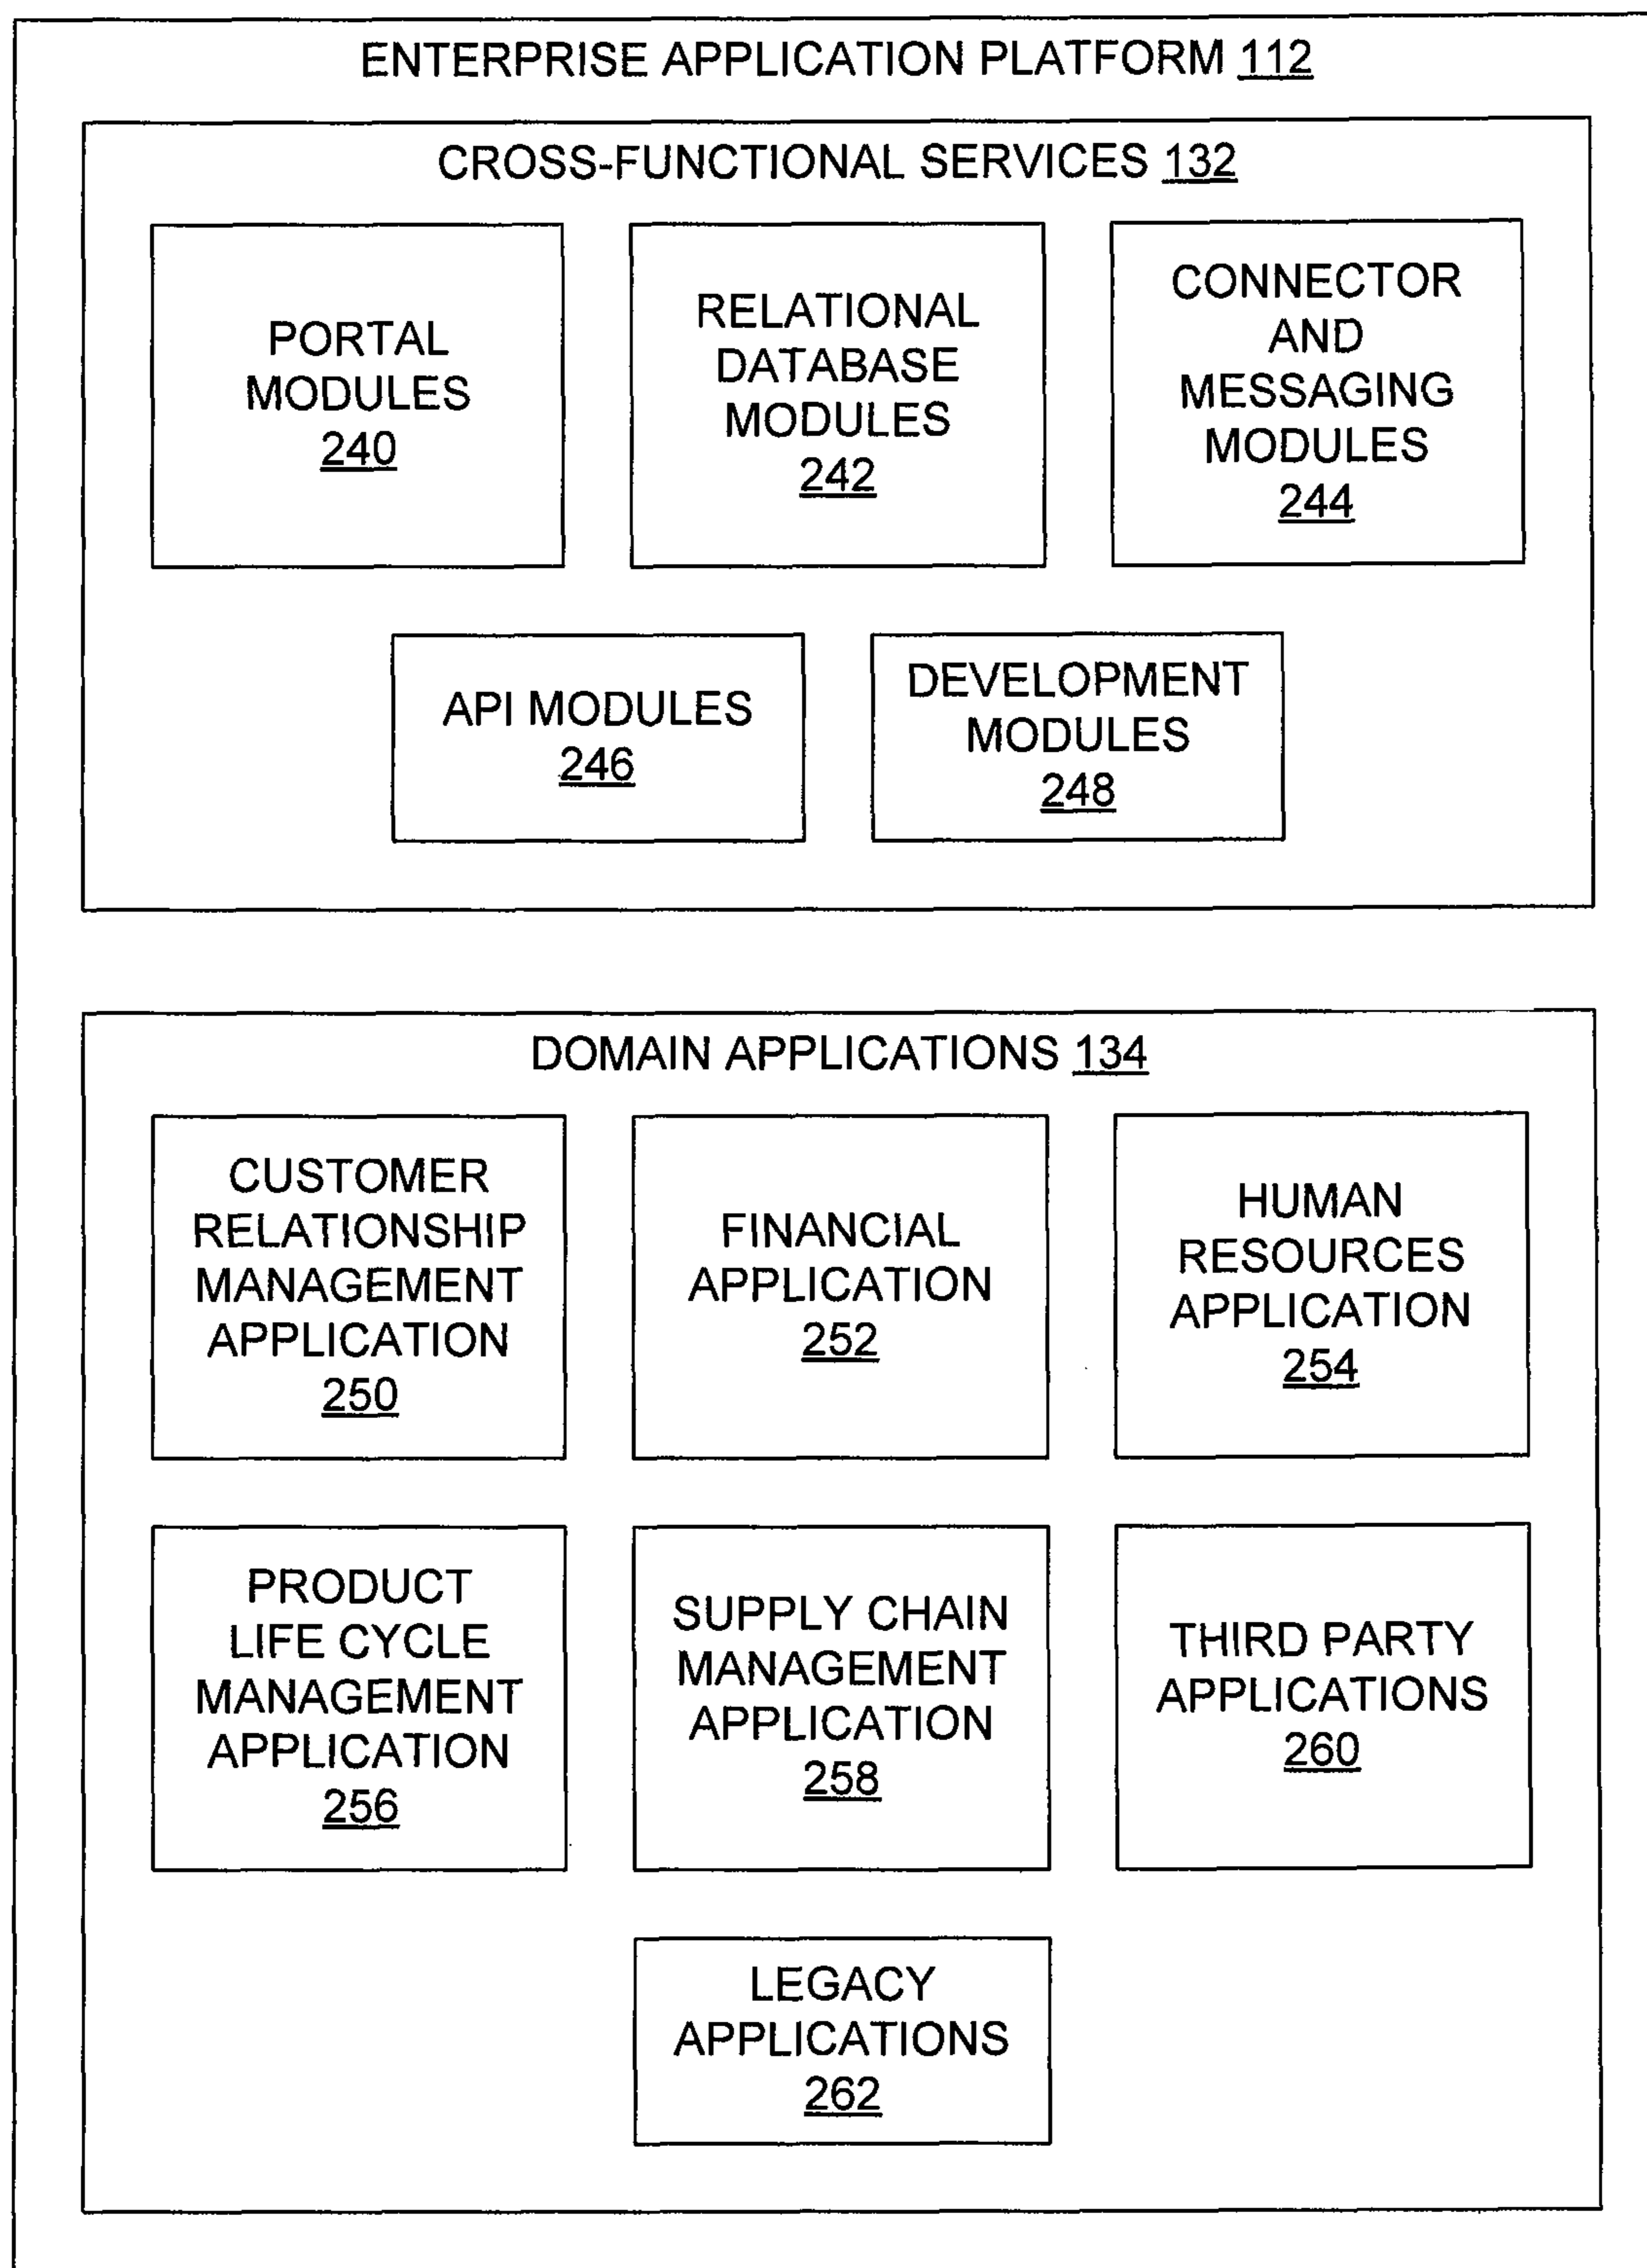 ENTERPRISE APPLICATION PLATFORM 112
CROSS-FUNCTIONAL SERVICES 132
PORTAL
MODULES
240
RELATIONAL
DATABASE
MODULES
242
CONNECTOR
AND
MESSAGING
MODULES
244
API MODULES
246
DEVELOPMENT
MODULES
248
DOMAIN APPLICATIONS 134
CUSTOMER
RELATIONSHIP
MANAGEMENT
APPLICATION
250
FINANCIAL
APPLICATION
252
HUMAN
RESOURCES
APPLICATION
254
PRODUCT
LIFE CYCLE
MANAGEMENT
APPLICATION
256
SUPPLY CHAIN
MANAGEMENT
APPLICATION
258
THIRD PARTY
APPLICATIONS
260
LEGACY
APPLICATIONS
262